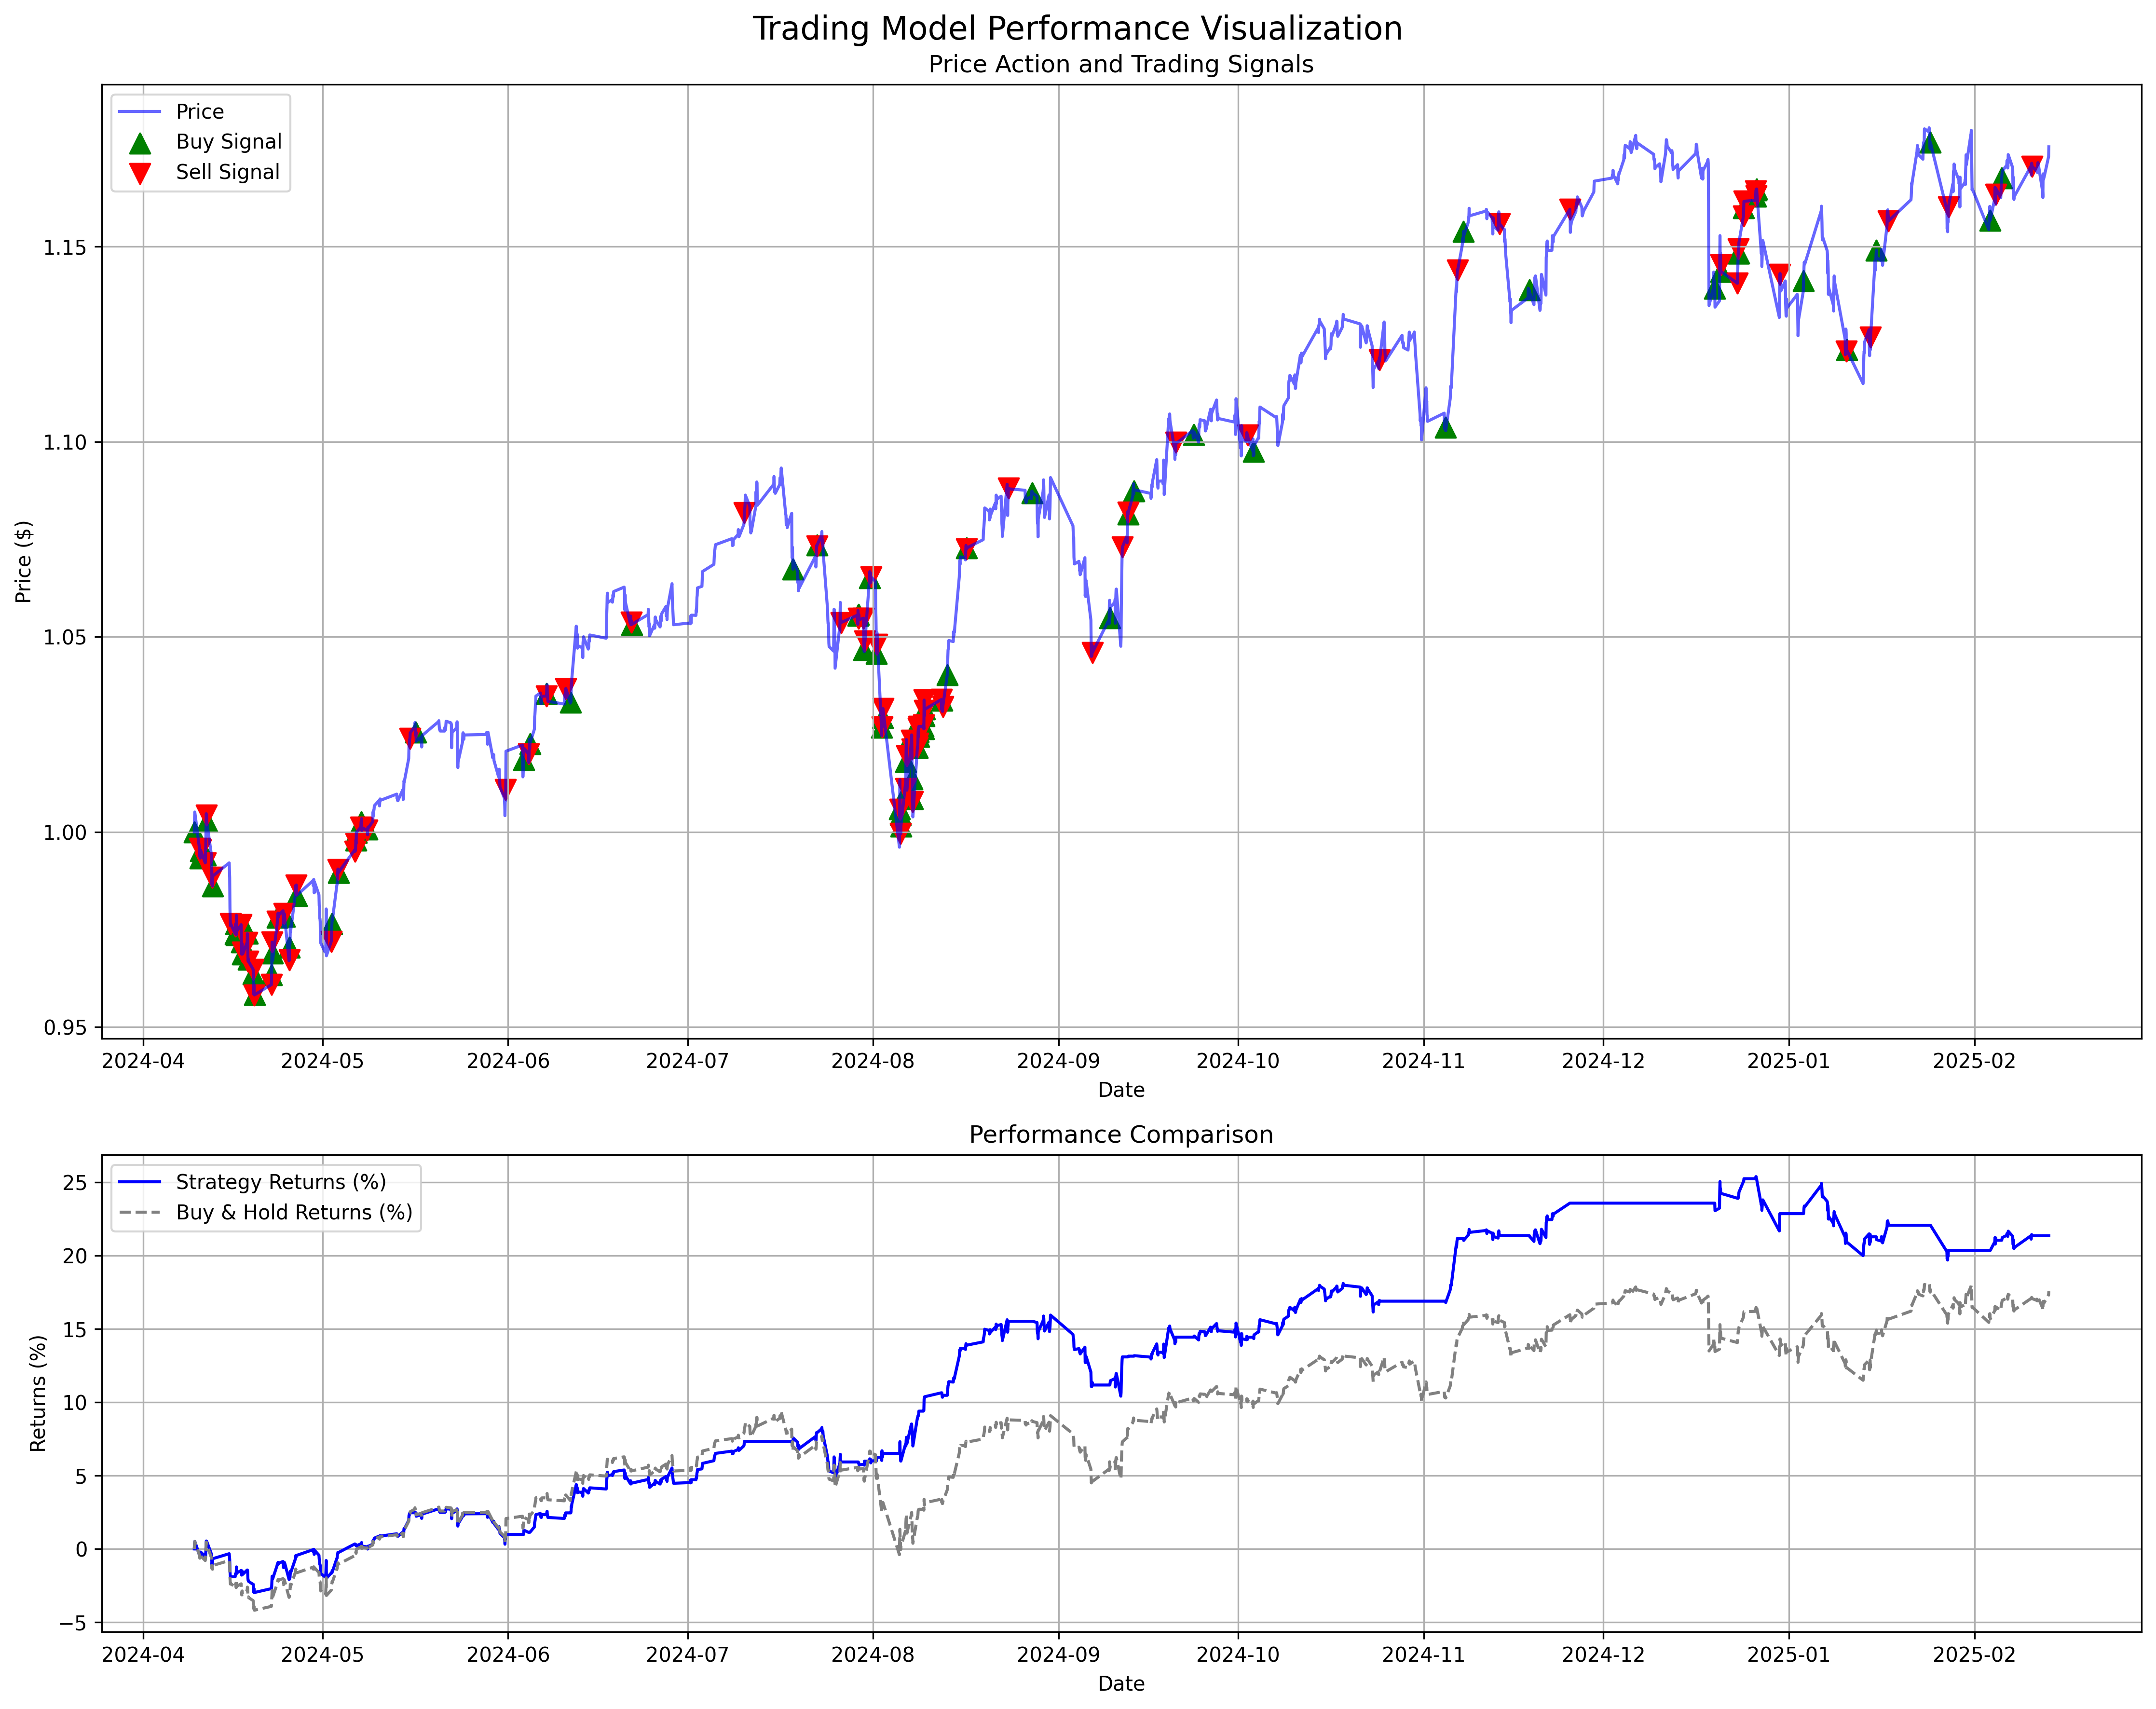 Trading Model Performance Visualization
Price Action and Trading Signals
Price
Buy Signal
Sell Signal
Price ($)
1.15
1.10
1.05
1.00
0.95
2024-04 2024-05 2024-06 2024-07 2024-08 2024-09 2024-10 2024-11 2024-12 2025-01 2025-02
Date
Performance Comparison
Strategy Returns (%)
Buy & Hold Returns (%)
Returns (%)
25
20
15
10
5
0
−5
2024-04 2024-05 2024-06 2024-07 2024-08 2024-09 2024-10 2024-11 2024-12 2025-01 2025-02
Date